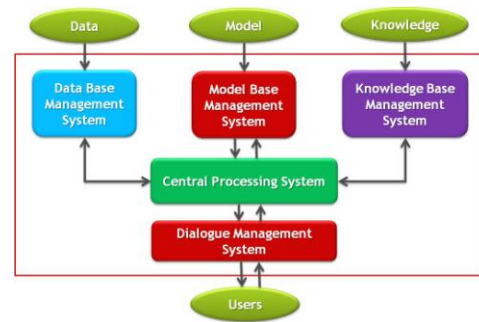 Data
Model
Knowledge
Data Base
Management
System
Model Base
Management
System
Knowledge Base
Management
System
Central Processing System
Dialogue Management
System
Users